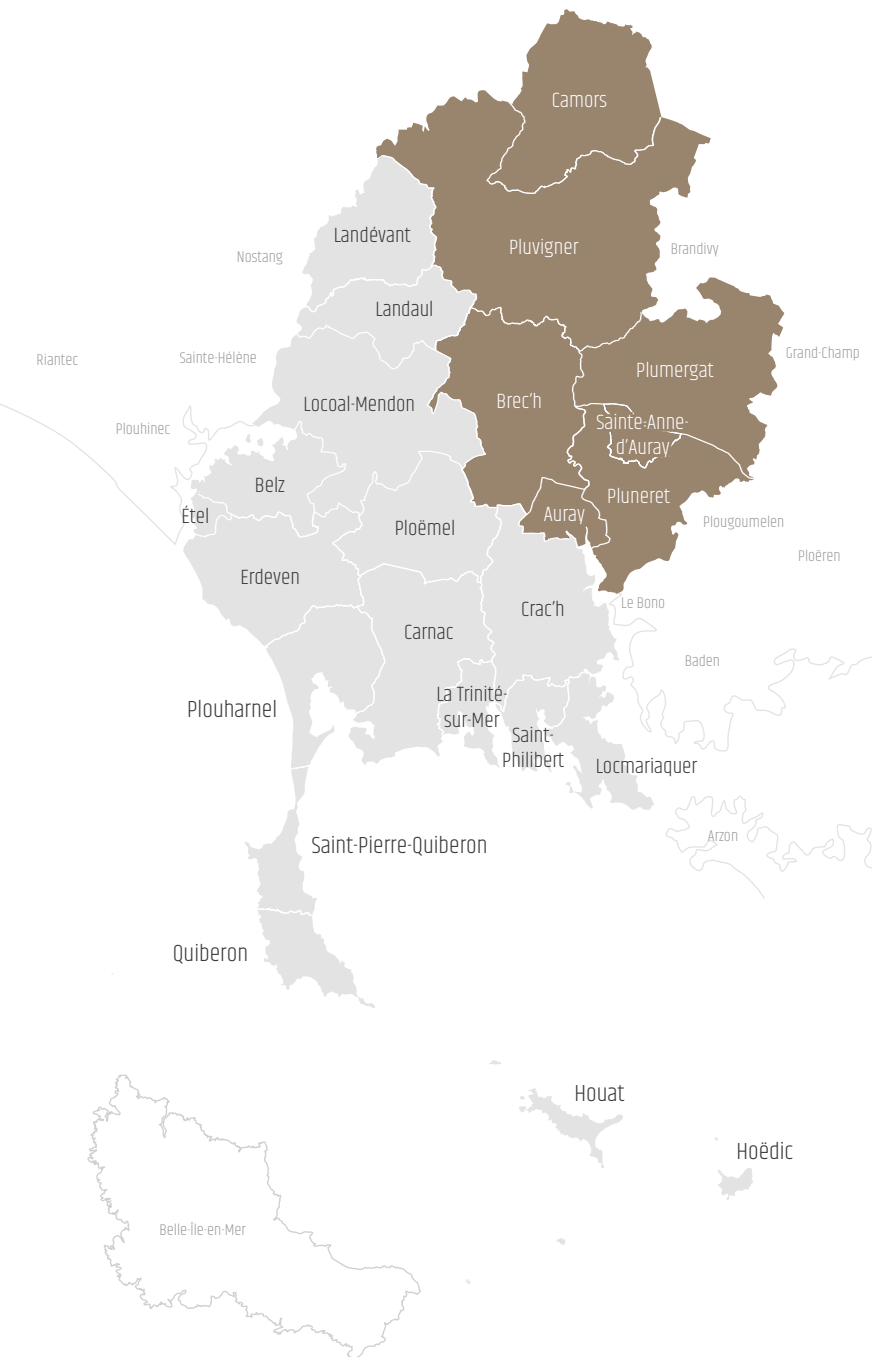 Camors
Landévant
Pluvigner
Brandivy
Nostang
Landaul
Grand-Champ
Riantec
Sainte-Hélène
Plumergat
Locoal-Mendon
Brec'h
Sainte-Anne-
d'Auray
Plouhinec
Belz
Pluneret
Étel
Auray
Ploëmel
Plougoumelen
Ploëren
Erdeven
Crac'h
Le Bono
Carnac
Baden
La Trinité-
sur-Mer
Plouharnel
Saint-
Philibert
Locmariaquer
Arzon
Saint-Pierre-Quiberon
Quiberon
Houat
Hoëdic
Belle-Île-en-Mer